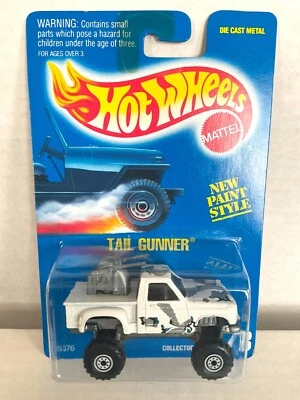 WARNING: Contains small
parts which pose a hazard for
children under the age of three.
FOR AGES OVER 3
DIE CAST METAL
HOT WHEELS
MATTEL
NEW
PAINT
STYLE
TAIL GUNNER®
COLLECTOR